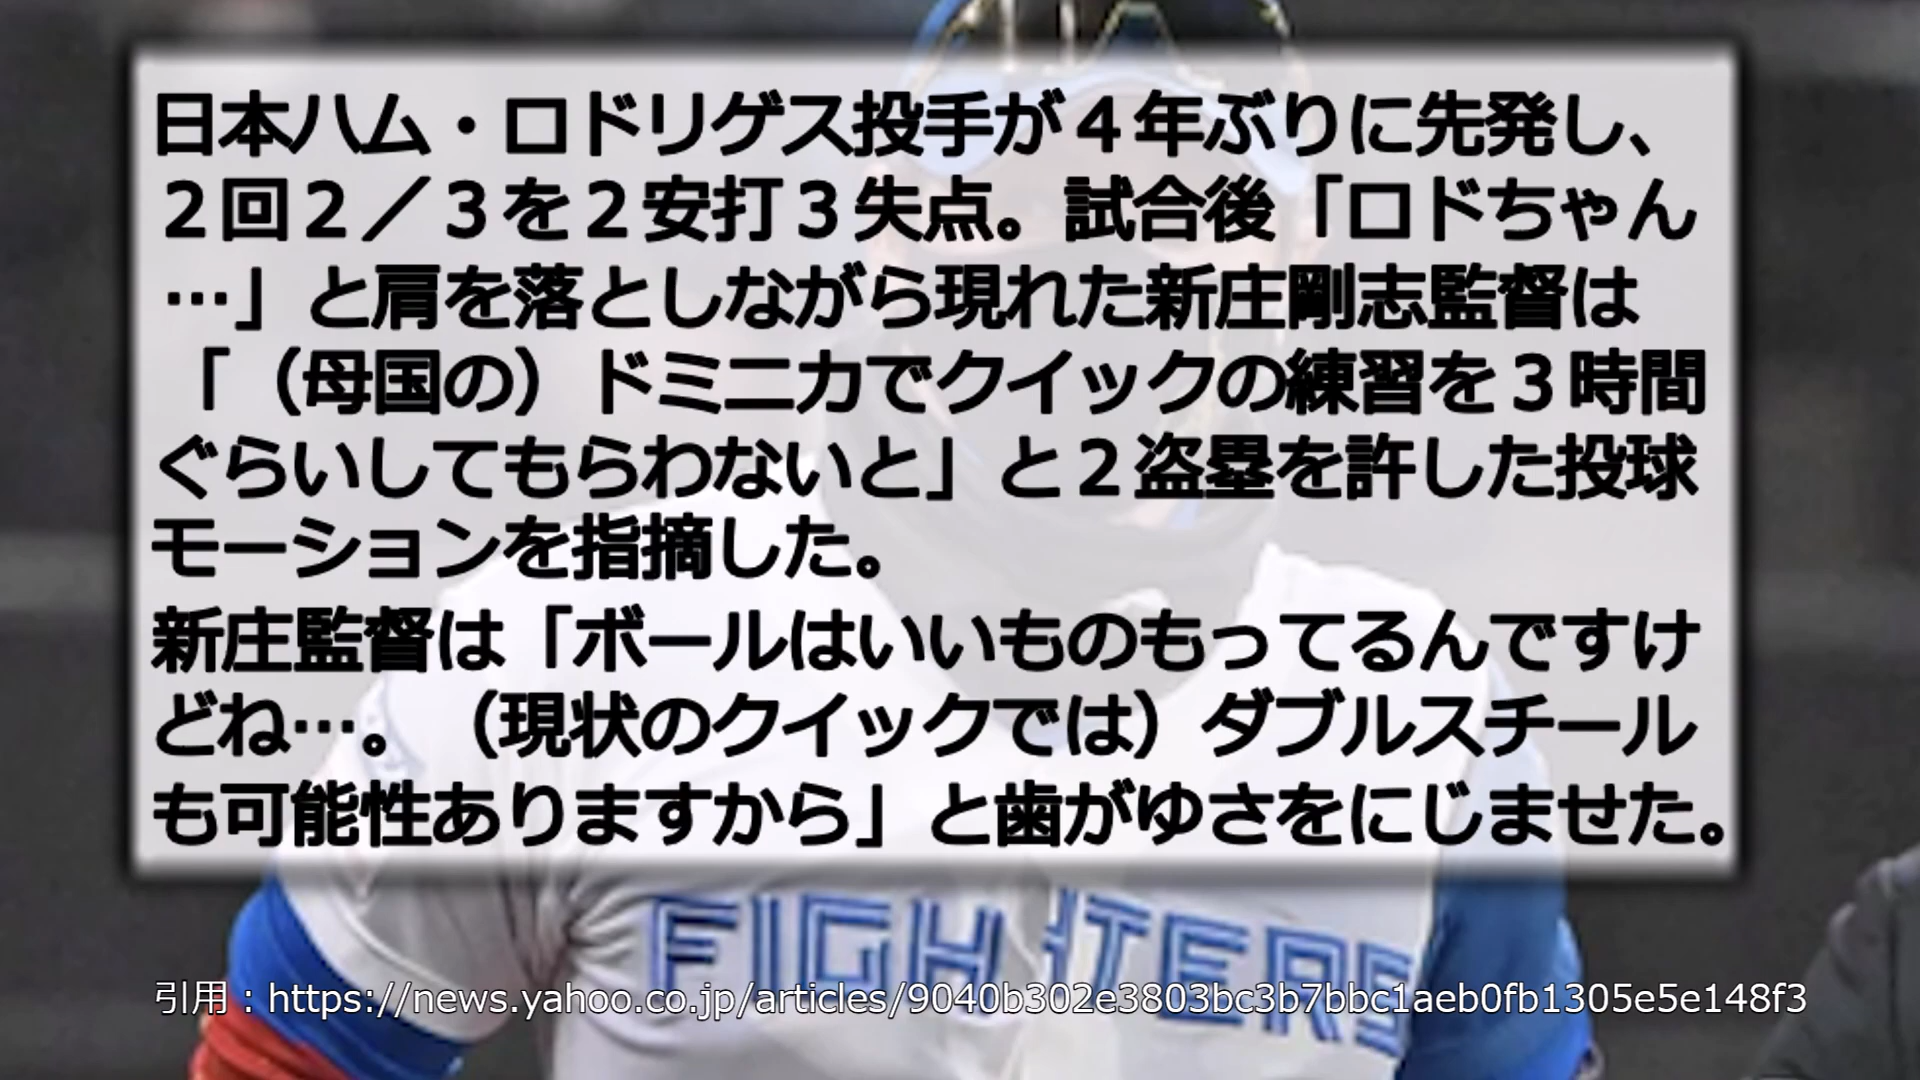 日本ハム・ロドリゲス投手が４年ぶりに先発し、
２回２／３を２安打３失点。試合後「ロドちゃん
…」と肩を落としながら現れた新庄剛志監督は
「（母国の）ドミニカでクイックの練習を３時間
ぐらいしてもらわないと」と２盗塁を許した投球
モーションを指摘した。
新庄監督は「ボールはいいものもってるんですけ
どね…。（現状のクイックでは）ダブルスチール
も可能性ありますから」と歯がゆさをにじませた。
FIGHTERS
引用：https://news.yahoo.co.jp/articles/9040b302e3803bc3b7bbc1aeb0fb1305e5e148f3